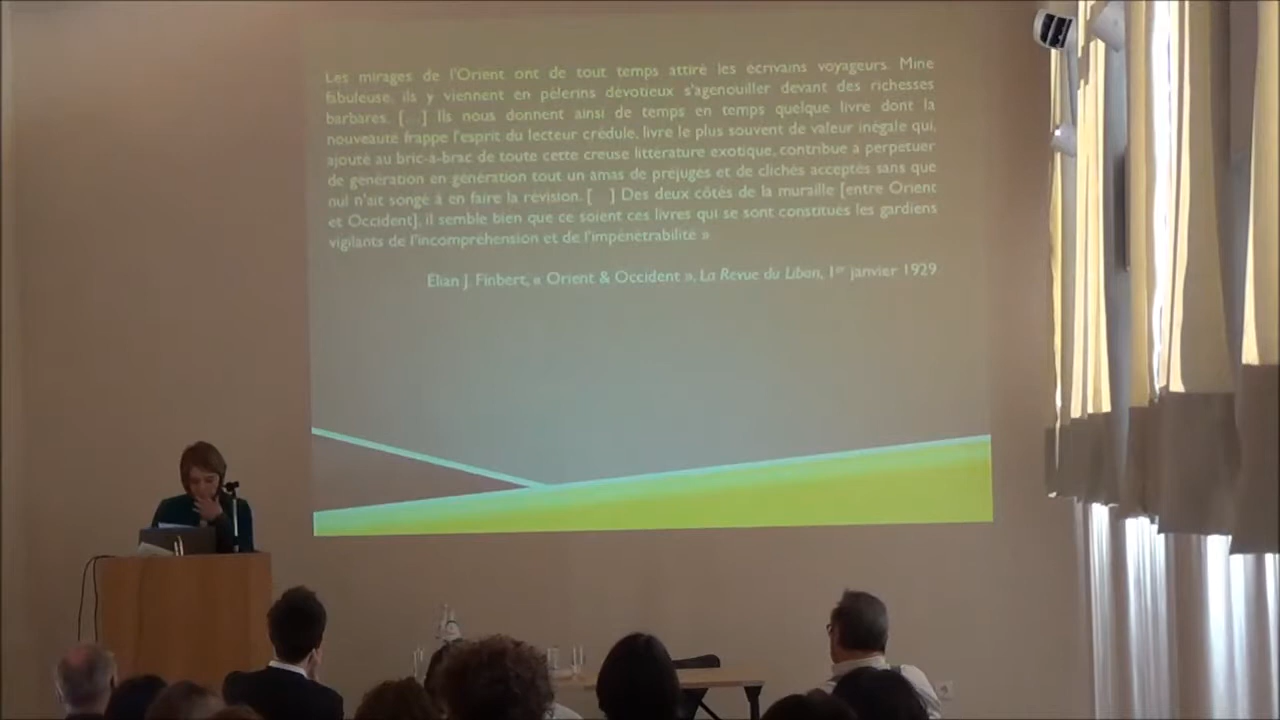 Les mirages de l'Orient ont de tout temps attiré les écrivains voyageurs. Mine
fabuleuse, ils y viennent en pèlerins dévotieux s'agenouiller devant des richesses
barbares. [...] Ils nous donnent ainsi de temps en temps quelque livre dont la
nouveauté frappe l'esprit du lecteur crédule, livre le plus souvent de valeur inégale qui,
ajouté au bric-à-brac de toute cette creuse littérature exotique, contribue à perpétuer
de génération en génération tout un amas de préjugés et de clichés acceptés sans que
nul n'ait songé à en faire la révision. [...] Des deux côtés de la muraille [entre Orient
et Occident], il semble bien que ce soient ces livres qui se sont constitués les gardiens
vigilants de l'incompréhension et de l'impénétrabilité »
Elian J. Finbert, « Orient & Occident », La Revue du Liban, 1er janvier 1929